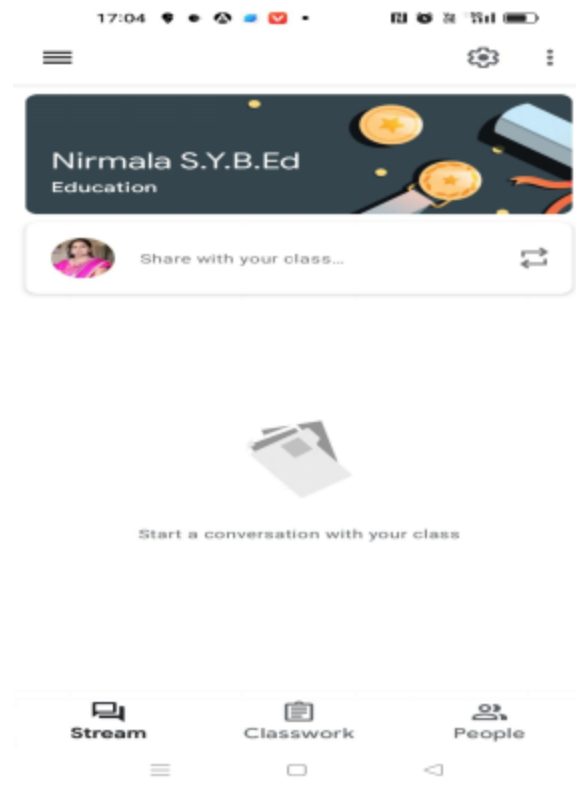 17:04
Nirmala S.Y.B.Ed
Education
Share with your class...
Start a conversation with your class
Stream Classwork People